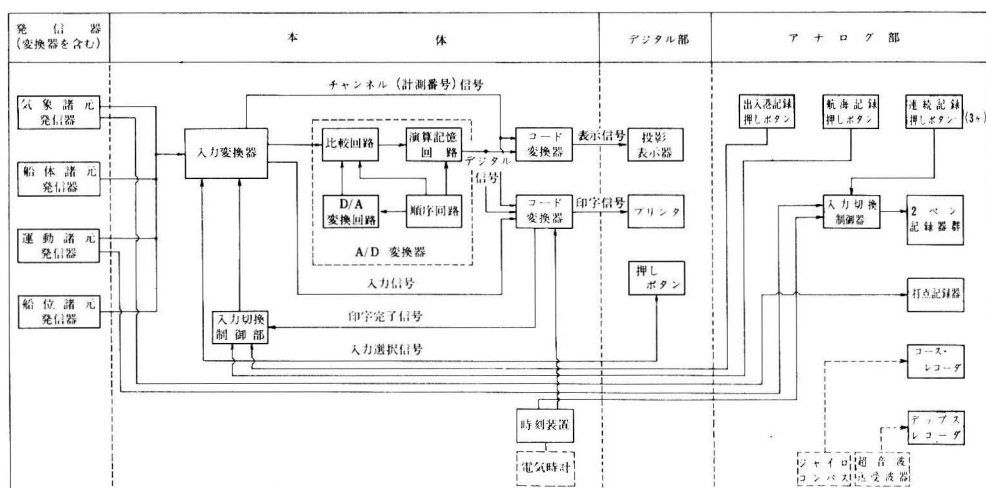 発信器
(変換器を含む)
本体
デジタル部
アナログ部
気象諸元
発信器
船体諸元
発信器
運動諸元
発信器
船位諸元
発信器
チャンネル(計測番号)信号
入力変換器
比較回路
演算記憶
回路
D/A
変換回路
順序回路
A/D 変換器
デジタル
信号
コード
変換器
表示信号
投影
表示器
コード
変換器
印字信号
プリンタ
入力信号
押し
ボタン
印字完了信号
入力切換
制御部
入力選択信号
時刻装置
電気時計
出入港記録
押しボタン
航海記録
押しボタン
連続記録
押しボタン
(3ヶ)
入力切換
制御器
2ペン
記録器群
打点記録器
コース・
レコーダ
デップス
レコーダ
ジャイロ
コンパス
超音波
送受波器